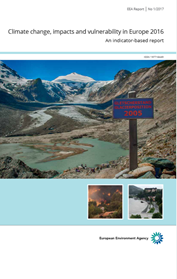 EEA Report | No 1/2017
Climate change, impacts and vulnerability in Europe 2016
An indicator-based report
2005
European Environment Agency